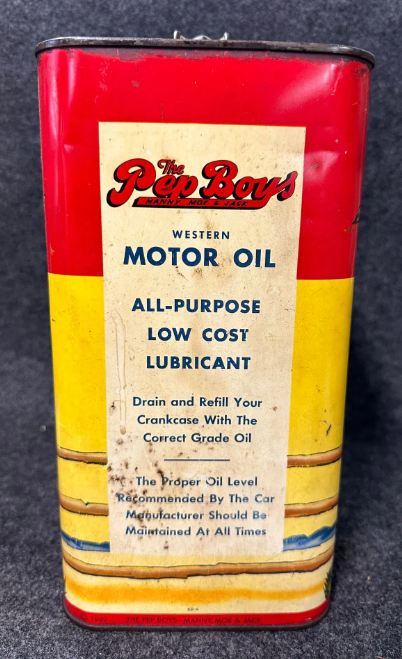 The
Pep Boys
MANNY MOE & JACK
WESTERN
MOTOR OIL
ALL-PURPOSE
LOW COST
LUBRICANT
Drain and Refill Your
Crankcase With The
Correct Grade Oil
The Proper Oil Level
Recommended By The Car
Manufacturer Should Be
Maintained At All Times
THE PEP BOYS—MANNY MOE & JACK